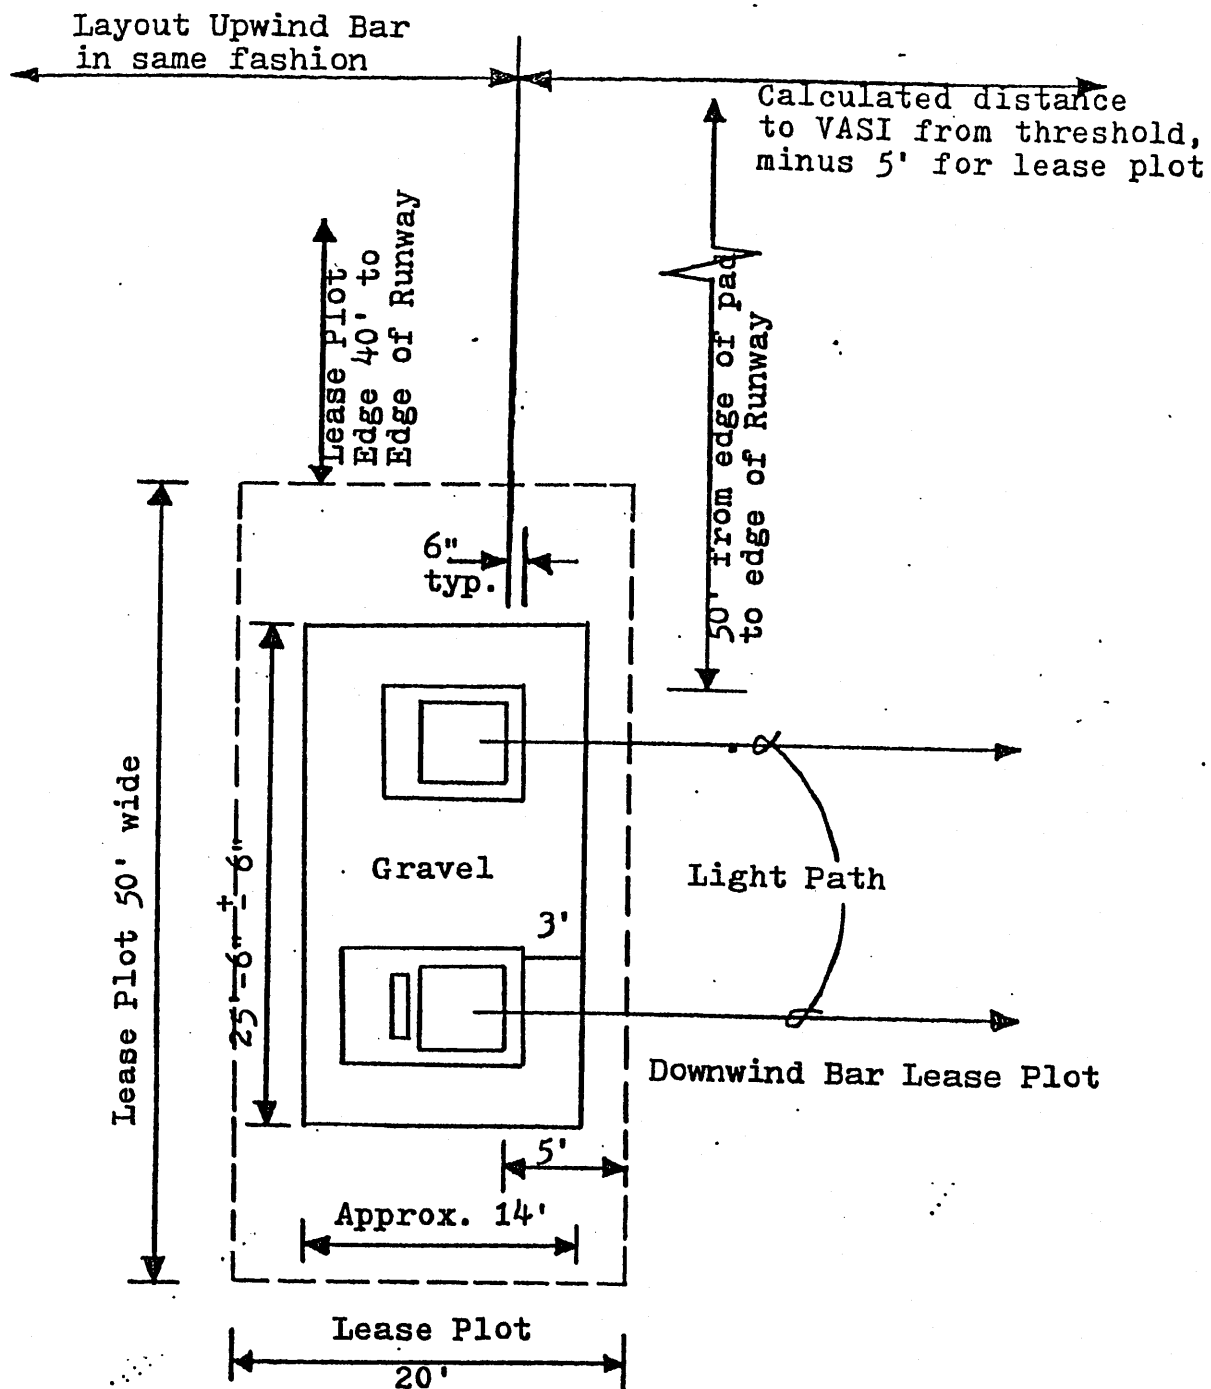 Layout Upwind Bar
in same fashion
Calculated distance
to VASI from threshold,
minus 5' for lease plot
Lease Plot
Edge 40' to
Edge of Runway
50' from edge of pad
to edge of Runway
6"
typ.
Lease Plot 50' wide
25'-6" ± 6"
Gravel
Light Path
3'
Downwind Bar Lease Plot
5'
Approx. 14'
Lease Plot
20'